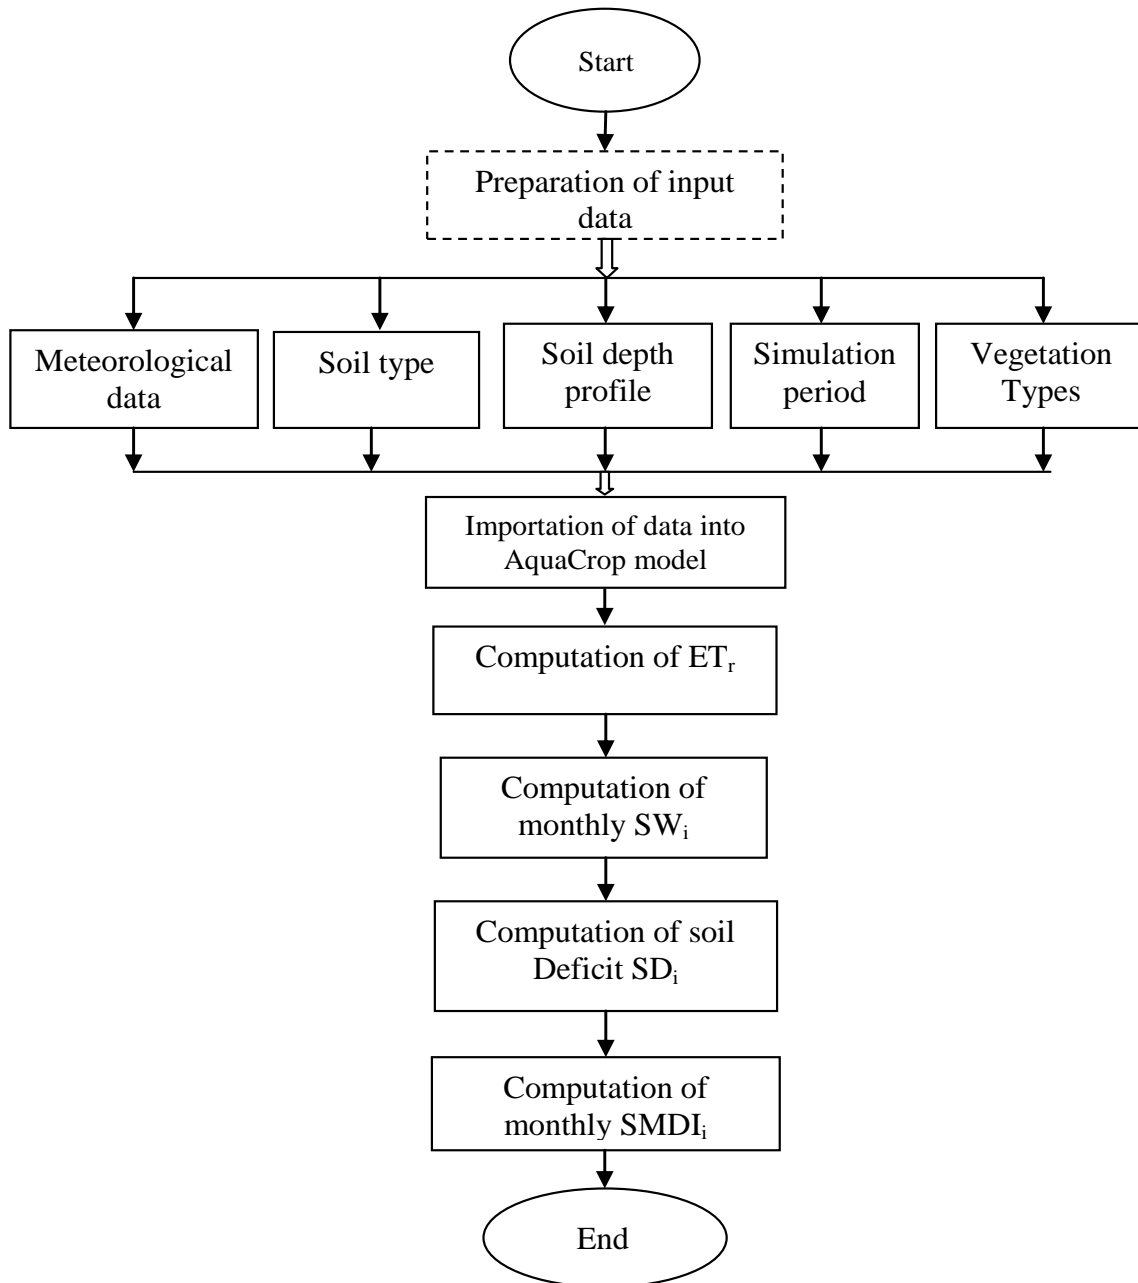 Start
Preparation of input
data
Meteorological
data
Soil type
Soil depth
profile
Simulation
period
Vegetation
Types
Importation of data into
AquaCrop model
Computation of ETᵣ
Computation of
monthly SWᵢ
Computation of soil
Deficit SDᵢ
Computation of
monthly SMDIᵢ
End